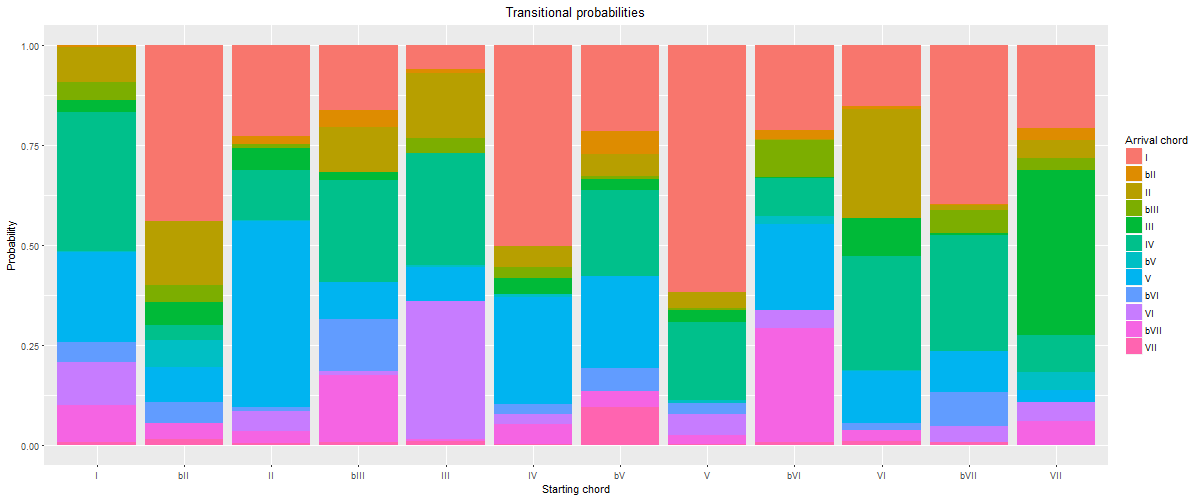 Transitional probabilities
Probability
1.00
0.75
0.50
0.25
0.00
I bII II bIII III IV bV V bVI VI bVII VII
Starting chord
Arrival chord
I
bII
II
bIII
III
IV
bV
V
bVI
VI
bVII
VII